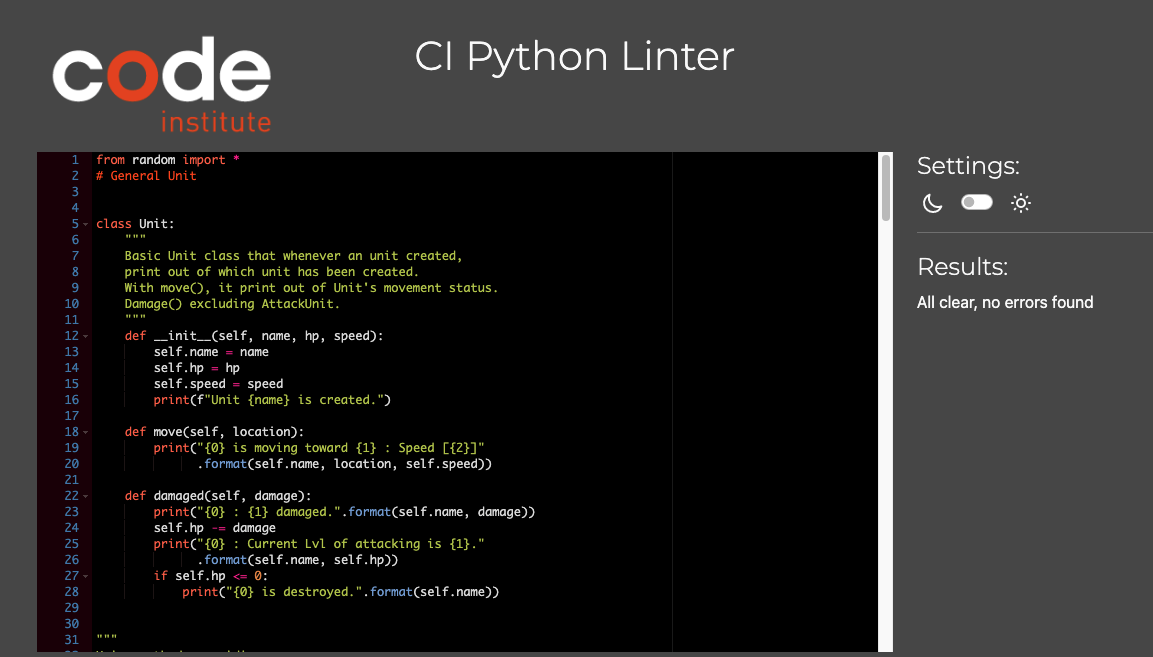 code
institute
CI Python Linter
1 from random import *
2 # General Unit
3
4
5 class Unit:
6     """
7     Basic Unit class that whenever an unit created,
8     print out of which unit has been created.
9     With move(), it print out of Unit's movement status.
10     Damage() excluding AttackUnit.
11     """
12     def __init__(self, name, hp, speed):
13         self.name = name
14         self.hp = hp
15         self.speed = speed
16         print(f"Unit {name} is created.")
17
18     def move(self, location):
19         print("{0} is moving toward {1} : Speed [{2}]"
20               .format(self.name, location, self.speed))
21
22     def damaged(self, damage):
23         print("{0} : {1} damaged.".format(self.name, damage))
24         self.hp -= damage
25         print("{0} : Current Lvl of attacking is {1}."
26               .format(self.name, self.hp))
27         if self.hp <= 0:
28             print("{0} is destroyed.".format(self.name))
29
30
31 """
Settings:
Results:
All clear, no errors found